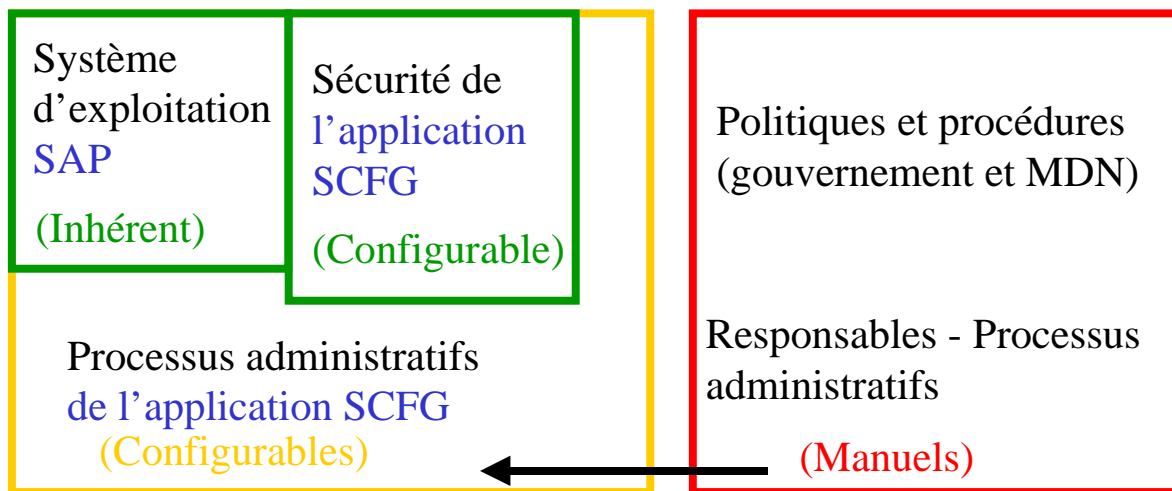 Système
d’exploitation
SAP
(Inhérent)
Sécurité de
l’application
SCFG
(Configurable)
Processus administratifs
de l’application SCFG
(Configurables)
Politiques et procédures
(gouvernement et MDN)
Responsables - Processus
administratifs
(Manuels)